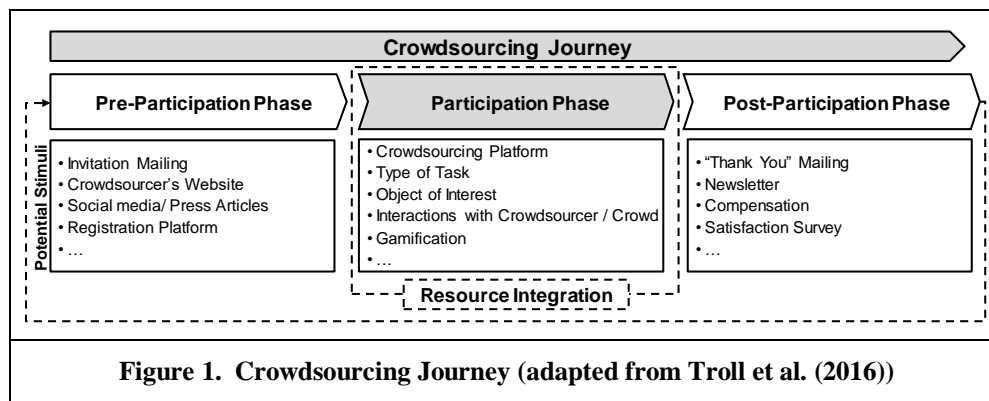 Crowdsourcing Journey
Pre-Participation Phase
Participation Phase
Post-Participation Phase
Potential Stimuli
• Invitation Mailing
• Crowdsourcer's Website
• Social media/ Press Articles
• Registration Platform
• ...
• Crowdsourcing Platform
• Type of Task
• Object of Interest
• Interactions with Crowdsourcer / Crowd
• Gamification
• ...
• “Thank You” Mailing
• Newsletter
• Compensation
• Satisfaction Survey
• ...
Resource Integration
Figure 1. Crowdsourcing Journey (adapted from Troll et al. (2016))